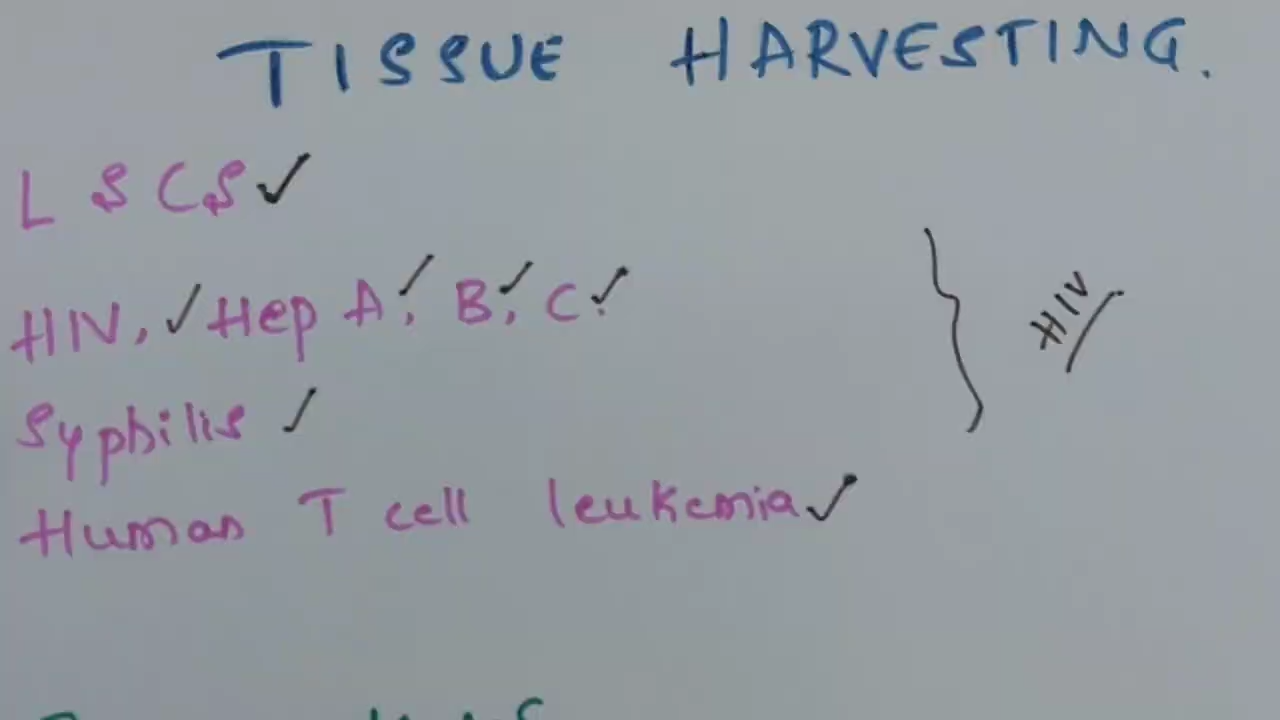 TISSUE HARVESTING.
LSCS✓
HIV,✓ Hep A,✓ B,✓ C.✓
HIV
Syphilis ✓
Human T cell leukemia✓